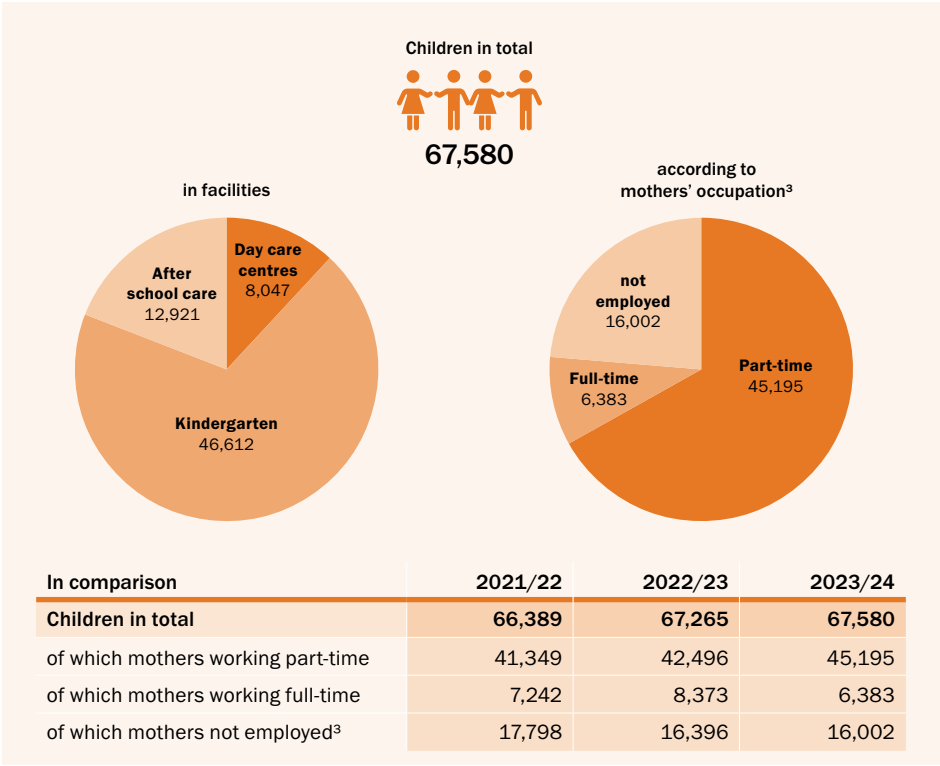 Children in total
67,580
in facilities
according to
mothers’ occupation³
Day care
centres
8,047
After
school care
12,921
Kindergarten
46,612
not
employed
16,002
Full-time
6,383
Part-time
45,195
In comparison 2021/22 2022/23 2023/24
Children in total 66,389 67,265 67,580
of which mothers working part-time 41,349 42,496 45,195
of which mothers working full-time 7,242 8,373 6,383
of which mothers not employed³ 17,798 16,396 16,002